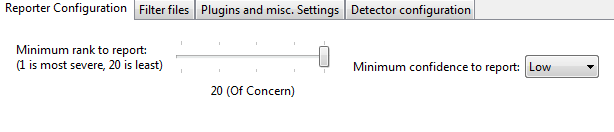 Reporter Configuration Filter files Plugins and misc. Settings Detector configuration
Minimum rank to report:
(1 is most severe, 20 is least)
Minimum confidence to report: Low
20 (Of Concern)